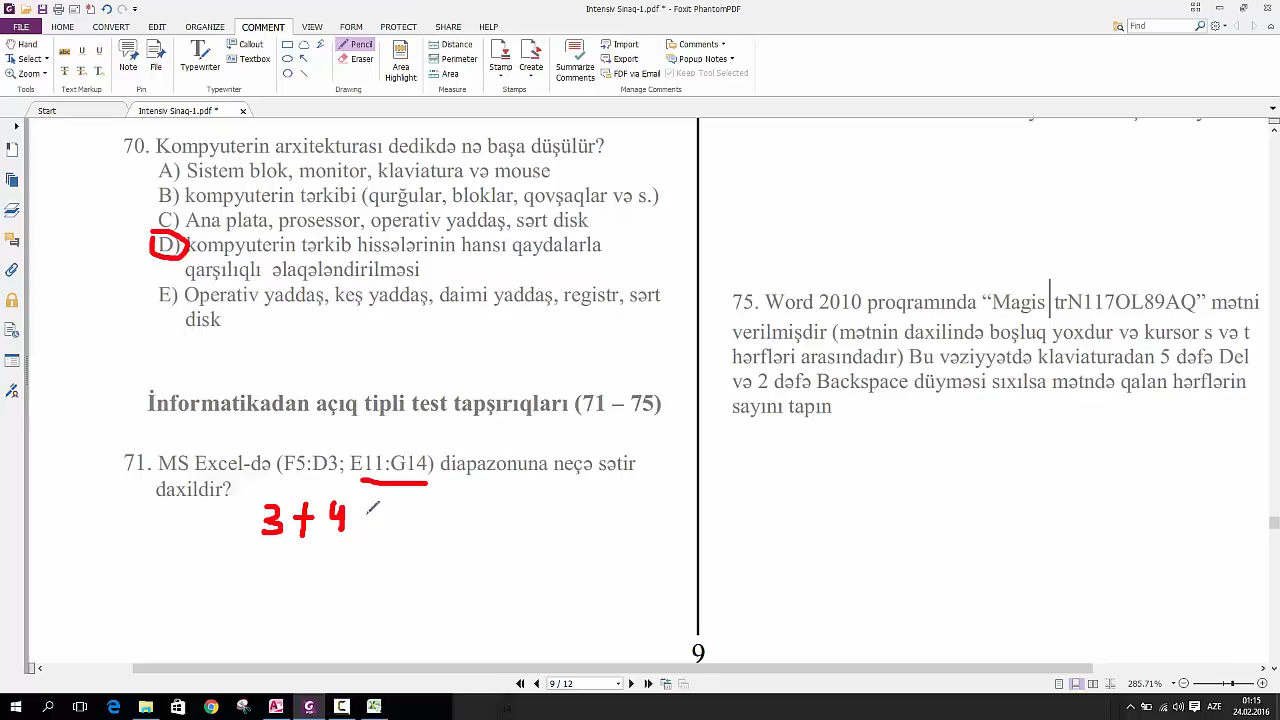 Intensiv Sinaq-1.pdf * - Foxit PhantomPDF
FILE HOME CONVERT EDIT ORGANIZE COMMENT VIEW FORM PROTECT SHARE HELP
Find
Hand
Select
Zoom
Tools
Text Markup
Note
File
Pin
Typewriter
Callout
Textbox
Typewriter
Pencil
Eraser
Drawing
Area Highlight
Distance
Perimeter
Area
Measure
Stamp
Create
Stamps
Summarize Comments
Import
Export
FDF via Email
Comments
Popup Notes
Keep Tool Selected
Manage Comments
Start
Intensiv Sinaq-1.pdf *
70. Kompyuterin arxitekturası dedikdə nə başa düşülür?
A) Sistem blok, monitor, klaviatura və mouse
B) kompyuterin tərkibi (qurğular, bloklar, qovşaqlar və s.)
C) Ana plata, prosessor, operativ yaddaş, sərt disk
D) kompyuterin tərkib hissələrinin hansı qaydalarla
qarşılıqlı əlaqələndirilməsi
E) Operativ yaddaş, keş yaddaş, daimi yaddaş, registr, sərt
disk
İnformatikadan açıq tipli test tapşırıqları (71 – 75)
71. MS Excel-də (F5:D3; E11:G14) diapazonuna neçə sətir
daxildir?
3+4
75. Word 2010 proqramında “Magis trN117OL89AQ” mətni
verilmişdir (mətnin daxilində boşluq yoxdur və kursor s və t
hərfləri arasındadır) Bu vəziyyətdə klaviaturadan 5 dəfə Del
və 2 dəfə Backspace düyməsi sıxılsa mətndə qalan hərflərin
sayını tapın
9
9 / 12
285.71%
AZE
01:15
24.02.2016